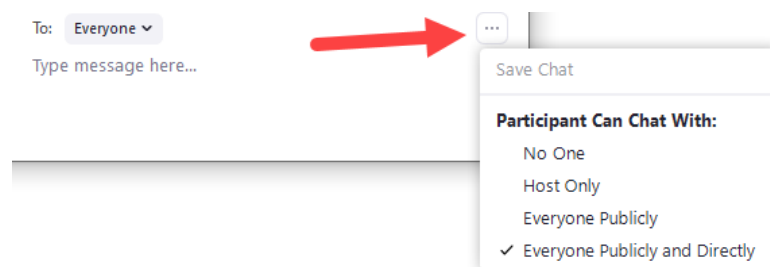 To: Everyone
...
Type message here...
Save Chat
Participant Can Chat With:
No One
Host Only
Everyone Publicly
✓ Everyone Publicly and Directly